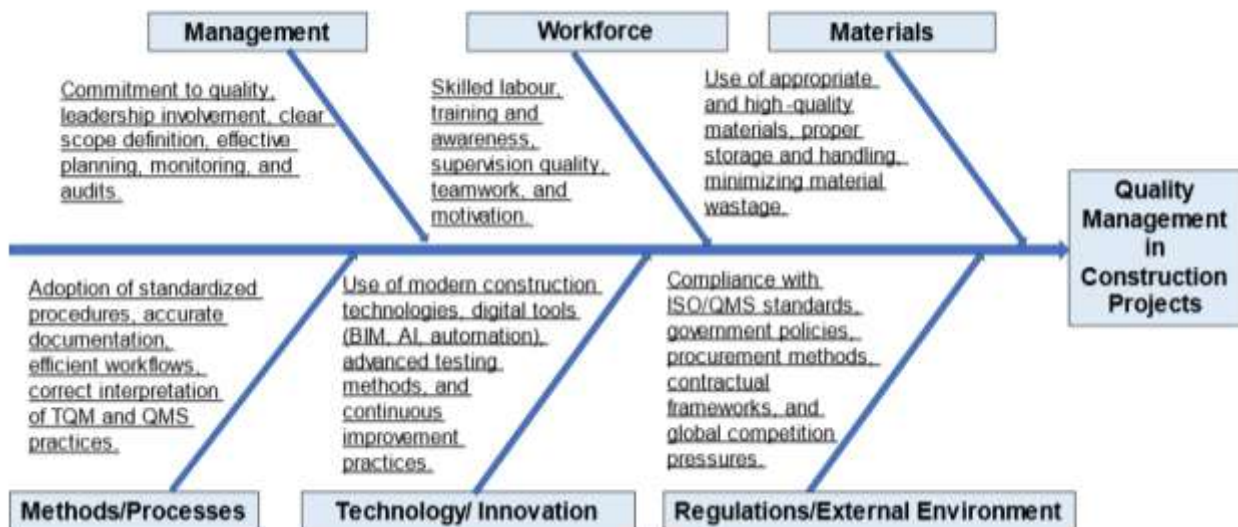 Management
Workforce
Materials
Commitment to quality,
leadership involvement, clear
scope definition, effective
planning, monitoring, and
audits.
Skilled labour,
training and
awareness,
supervision quality,
teamwork, and
motivation.
Use of appropriate
and high-quality
materials, proper
storage and handling,
minimizing material
wastage.
Quality
Management
in
Construction
Projects
Adoption of standardized
procedures, accurate
documentation,
efficient workflows,
correct interpretation
of TQM and QMS
practices.
Use of modern construction
technologies, digital tools
(BIM, AI, automation),
advanced testing
methods, and
continuous
improvement
practices.
Compliance with
ISO/QMS standards,
government policies,
procurement methods,
contractual
frameworks, and
global competition
pressures.
Methods/Processes
Technology/ Innovation
Regulations/External Environment